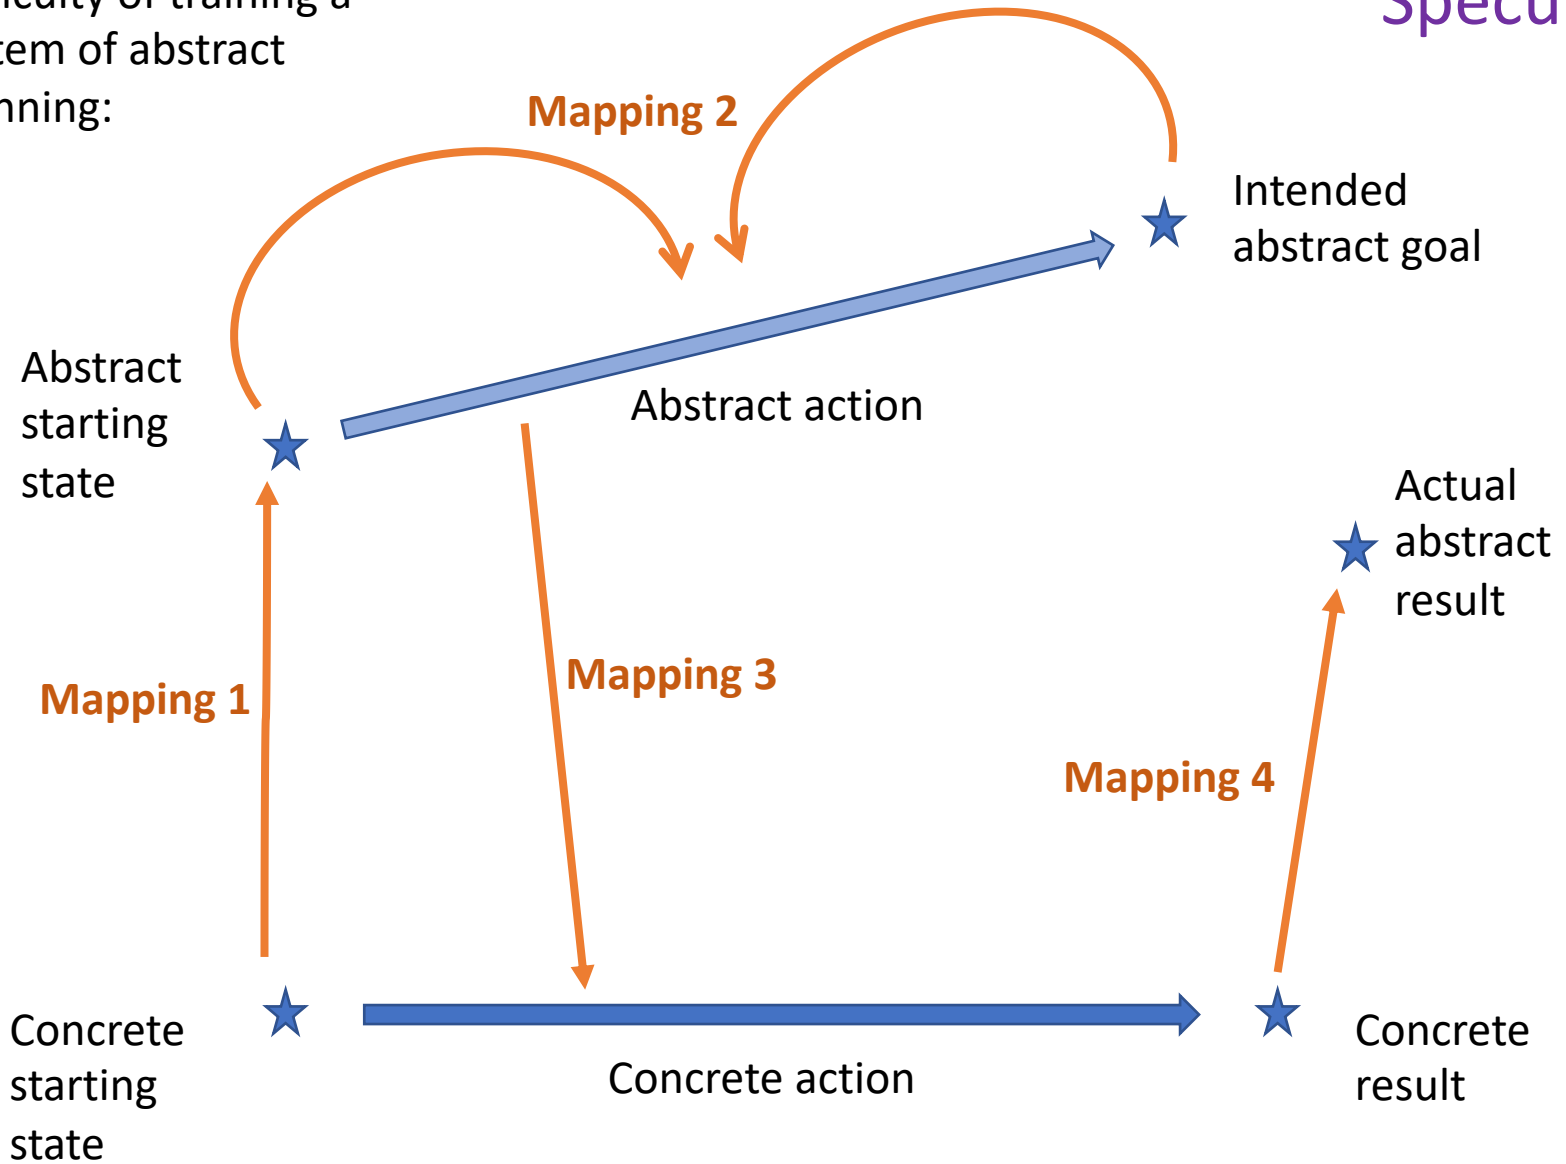 tem of abstract
nning:
Mapping 2
Intended
abstract goal
Abstract
starting
state
Abstract action
Actual
abstract
result
Mapping 1
Mapping 3
Mapping 4
Concrete
starting
state
Concrete action
Concrete
result